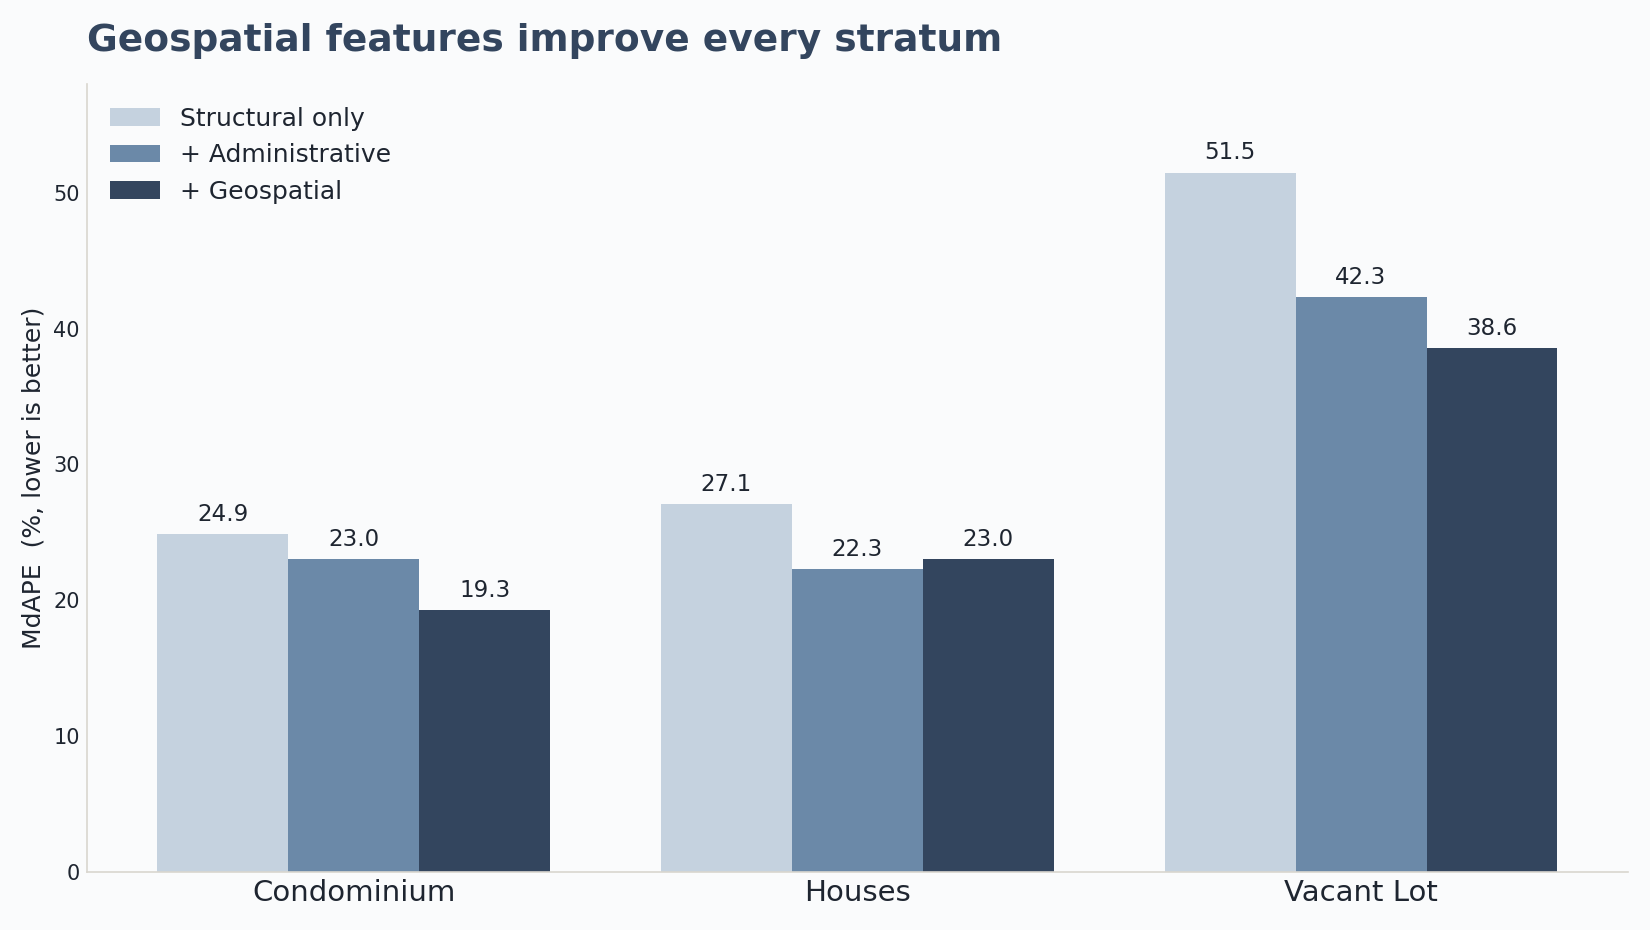 Geospatial features improve every stratum
Structural only
+ Administrative
+ Geospatial
MdAPE (%, lower is better)
50
40
30
20
10
0
24.9
23.0
19.3
27.1
22.3
23.0
51.5
42.3
38.6
Condominium
Houses
Vacant Lot